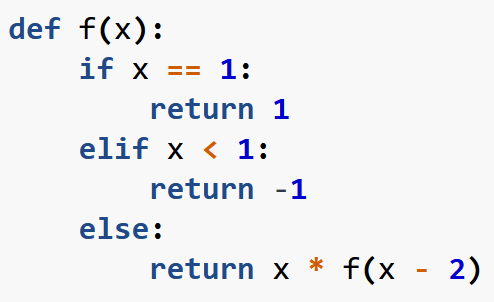 def f(x):
    if x == 1:
        return 1
    elif x < 1:
        return -1
    else:
        return x * f(x - 2)